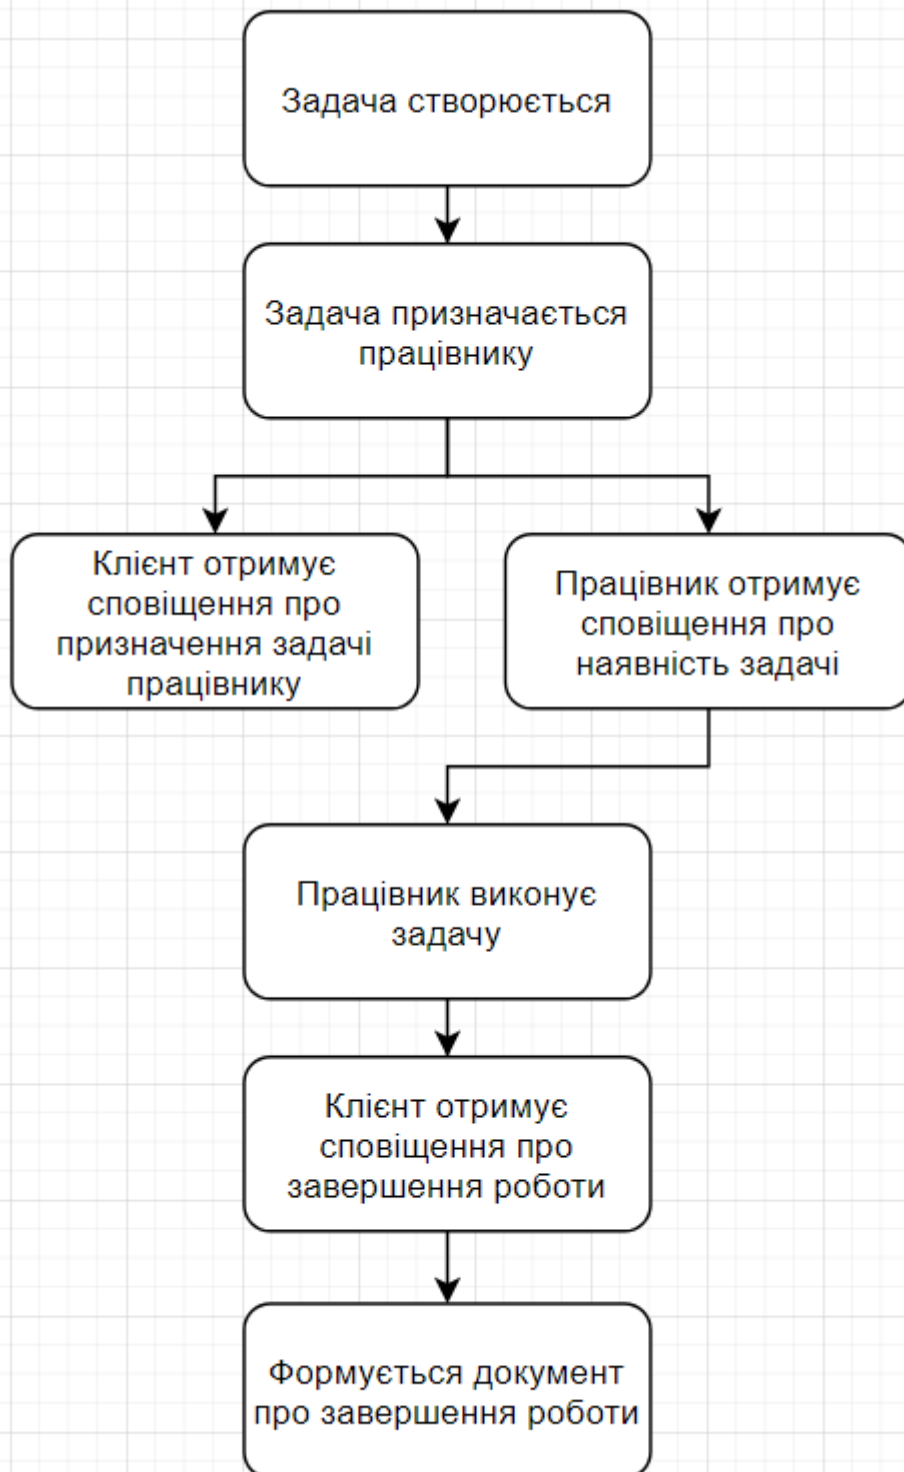 Задача створюється
Задача призначається
працівнику
Клієнт отримує
сповіщення про
призначення задачі
працівнику
Працівник отримує
сповіщення про
наявність задачі
Працівник виконує
задачу
Клієнт отримує
сповіщення про
завершення роботи
Формується документ
про завершення роботи